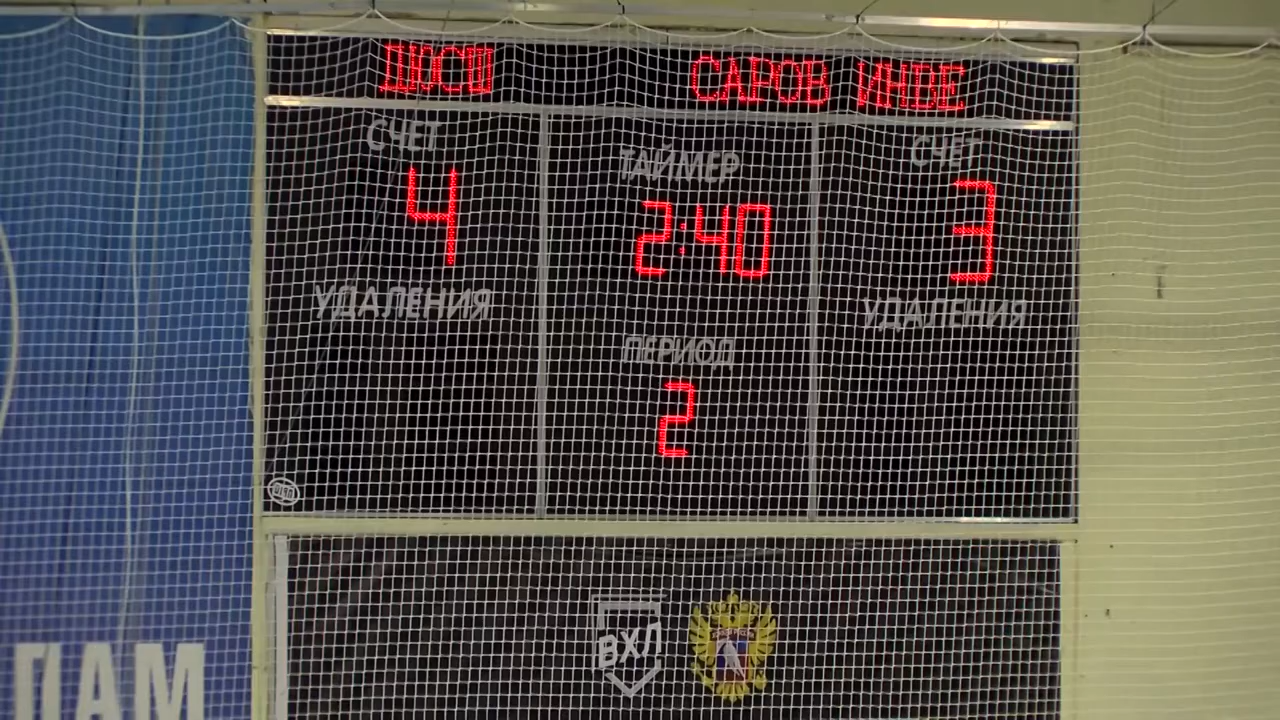 ДЮСШ САРОВ ИНВЕ
СЧЕТ ТАЙМЕР СЧЕТ
4 2:40 3
УДАЛЕНИЯ УДАЛЕНИЯ
ПЕРИОД
2
ВХЛ
ПАМ